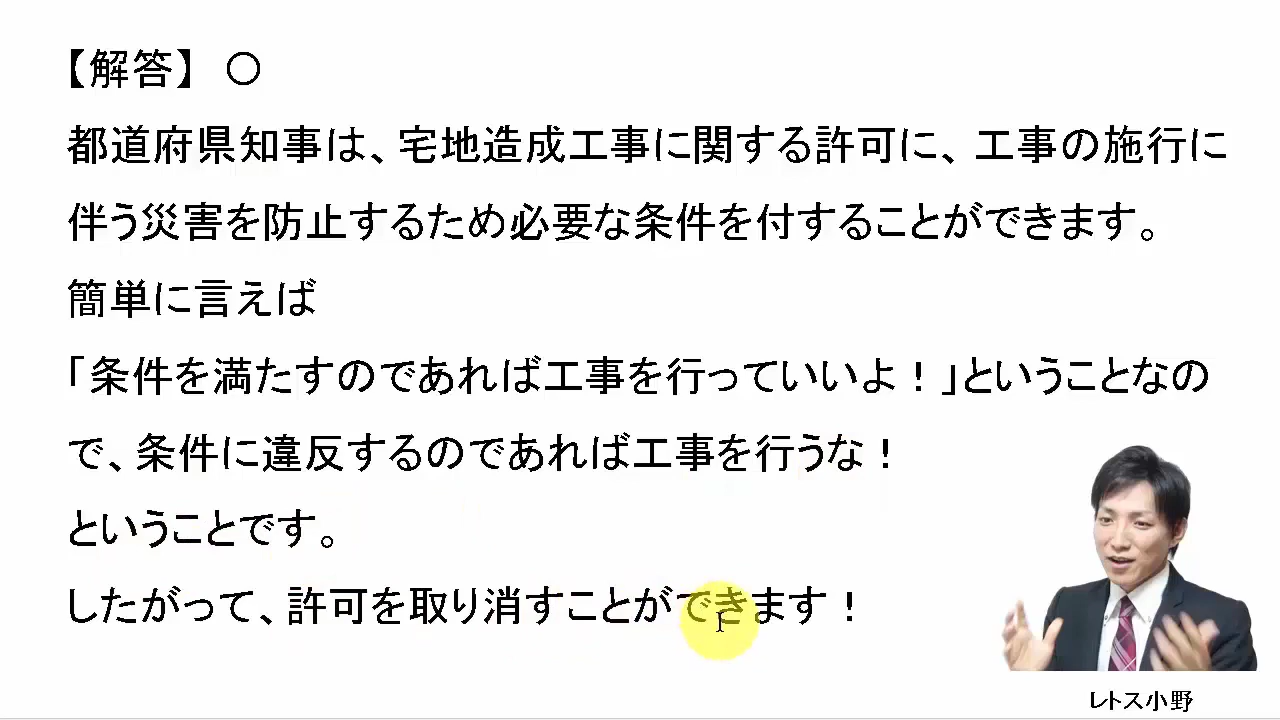 【解答】 ○
都道府県知事は、宅地造成工事に関する許可に、工事の施行に
伴う災害を防止するため必要な条件を付することができます。
簡単に言えば
「条件を満たすのであれば工事を行っていいよ！」ということなの
で、条件に違反するのであれば工事を行うな！
ということです。
したがって、許可を取り消すことができます！
レトス小野